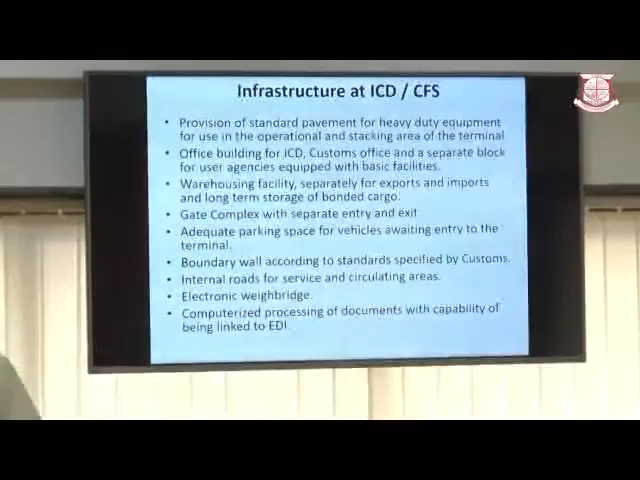 Infrastructure at ICD / CFS
• Provision of standard pavement for heavy duty equipment
for use in the operational and stacking area of the terminal
• Office building for ICD, Customs office and a separate block
for user agencies equipped with basic facilities.
• Warehousing facility, separately for exports and imports
and long term storage of bonded cargo.
• Gate Complex with separate entry and exit
• Adequate parking space for vehicles awaiting entry to the
terminal.
• Boundary wall according to standards specified by Customs.
• Internal roads for service and circulating areas.
• Electronic weighbridge.
• Computerized processing of documents with capability of
being linked to EDI.